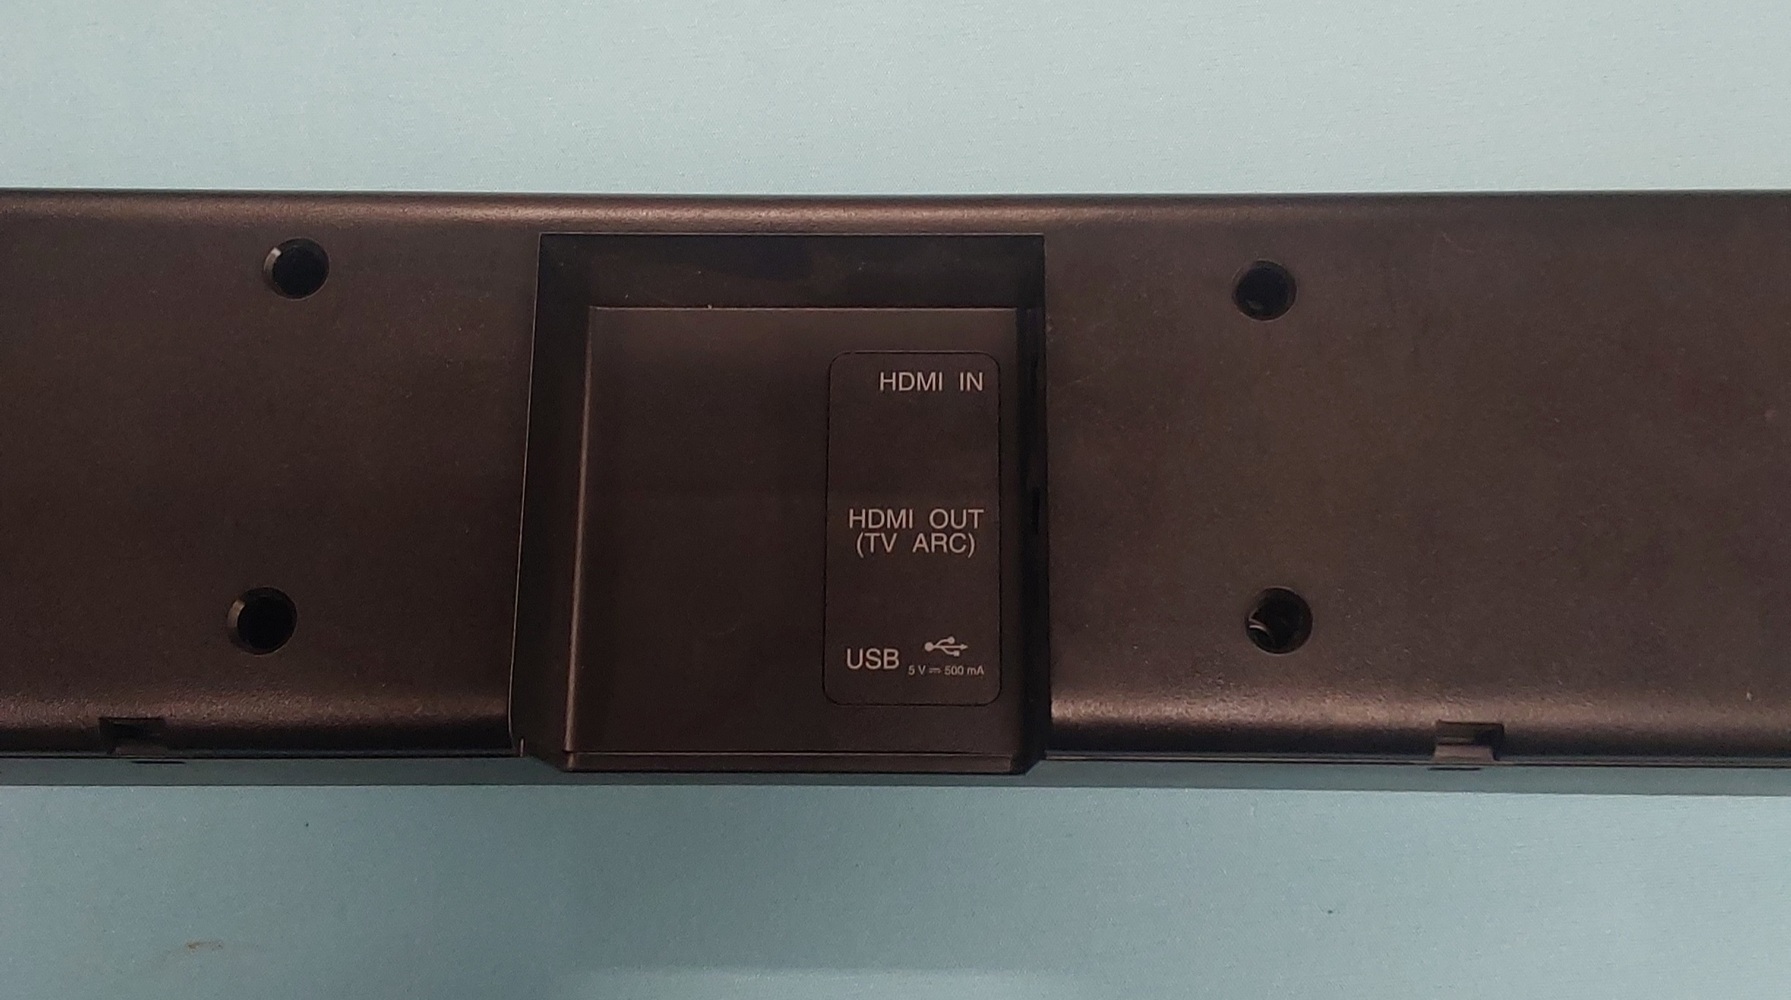 HDMI IN
HDMI OUT
(TV ARC)
USB
5 V ⎓ 500 mA